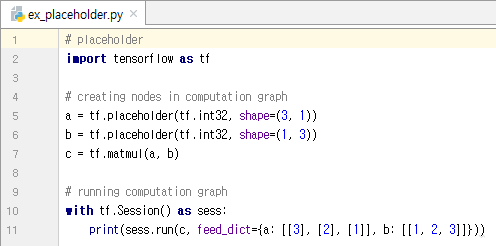 ex_placeholder.py
1 # placeholder
2 import tensorflow as tf
3
4 # creating nodes in computation graph
5 a = tf.placeholder(tf.int32, shape=(3, 1))
6 b = tf.placeholder(tf.int32, shape=(1, 3))
7 c = tf.matmul(a, b)
8
9 # running computation graph
10 with tf.Session() as sess:
11     print(sess.run(c, feed_dict={a: [[3], [2], [1]], b: [[1, 2, 3]]}))